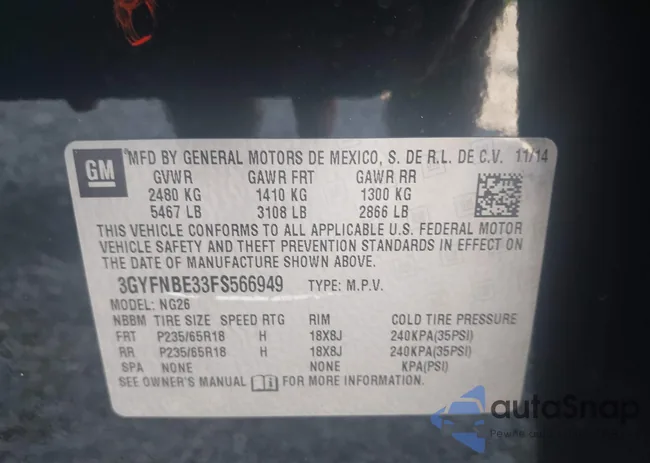 GM
MFD BY GENERAL MOTORS DE MEXICO, S. DE R.L. DE C.V. 11/14
GVWR GAWR FRT GAWR RR
2480 KG 1410 KG 1300 KG
5467 LB 3108 LB 2866 LB
THIS VEHICLE CONFORMS TO ALL APPLICABLE U.S. FEDERAL MOTOR
VEHICLE SAFETY AND THEFT PREVENTION STANDARDS IN EFFECT ON
THE DATE OF MANUFACTURE SHOWN ABOVE.
3GYFNBE33FS566949 TYPE: M.P.V.
MODEL: NG26
NBBM TIRE SIZE SPEED RTG RIM COLD TIRE PRESSURE
FRT P235/65R18 H 18X8J 240KPA(35PSI)
RR P235/65R18 H 18X8J 240KPA(35PSI)
SPA NONE NONE KPA(PSI)
SEE OWNER'S MANUAL FOR MORE INFORMATION.
autoSnap